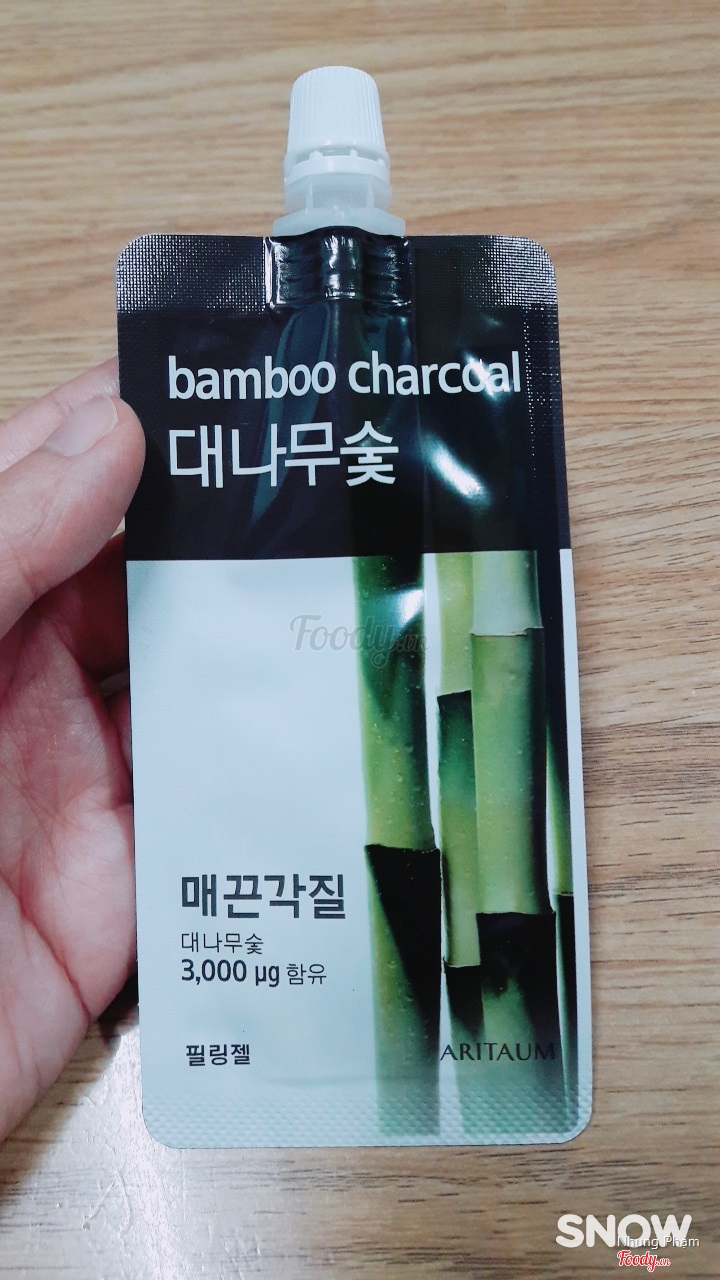 bamboo charcoal
대나무숯
Foody.vn
매끈각질
대나무숯
3,000 µg 함유
필링젤
ARITAUM
SNOW
Nhung Pham
Foody.vn